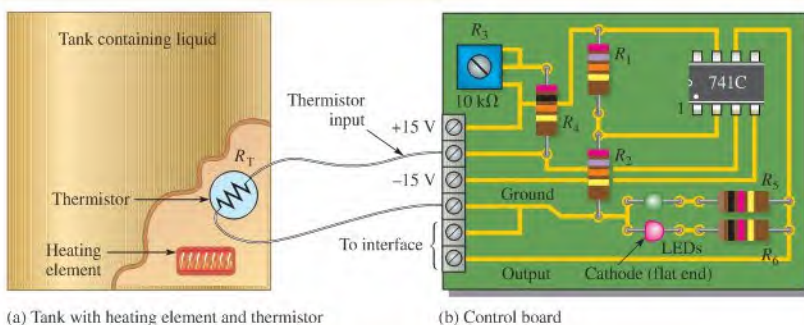 Tank containing liquid
R_T
Thermistor
Heating
element
Thermistor
input
+15 V
−15 V
To interface
(a) Tank with heating element and thermistor
R_3
10 kΩ
R_4
R_1
R_2
741C
1
Ground
R_5
LEDs
R_6
Output
Cathode (flat end)
(b) Control board